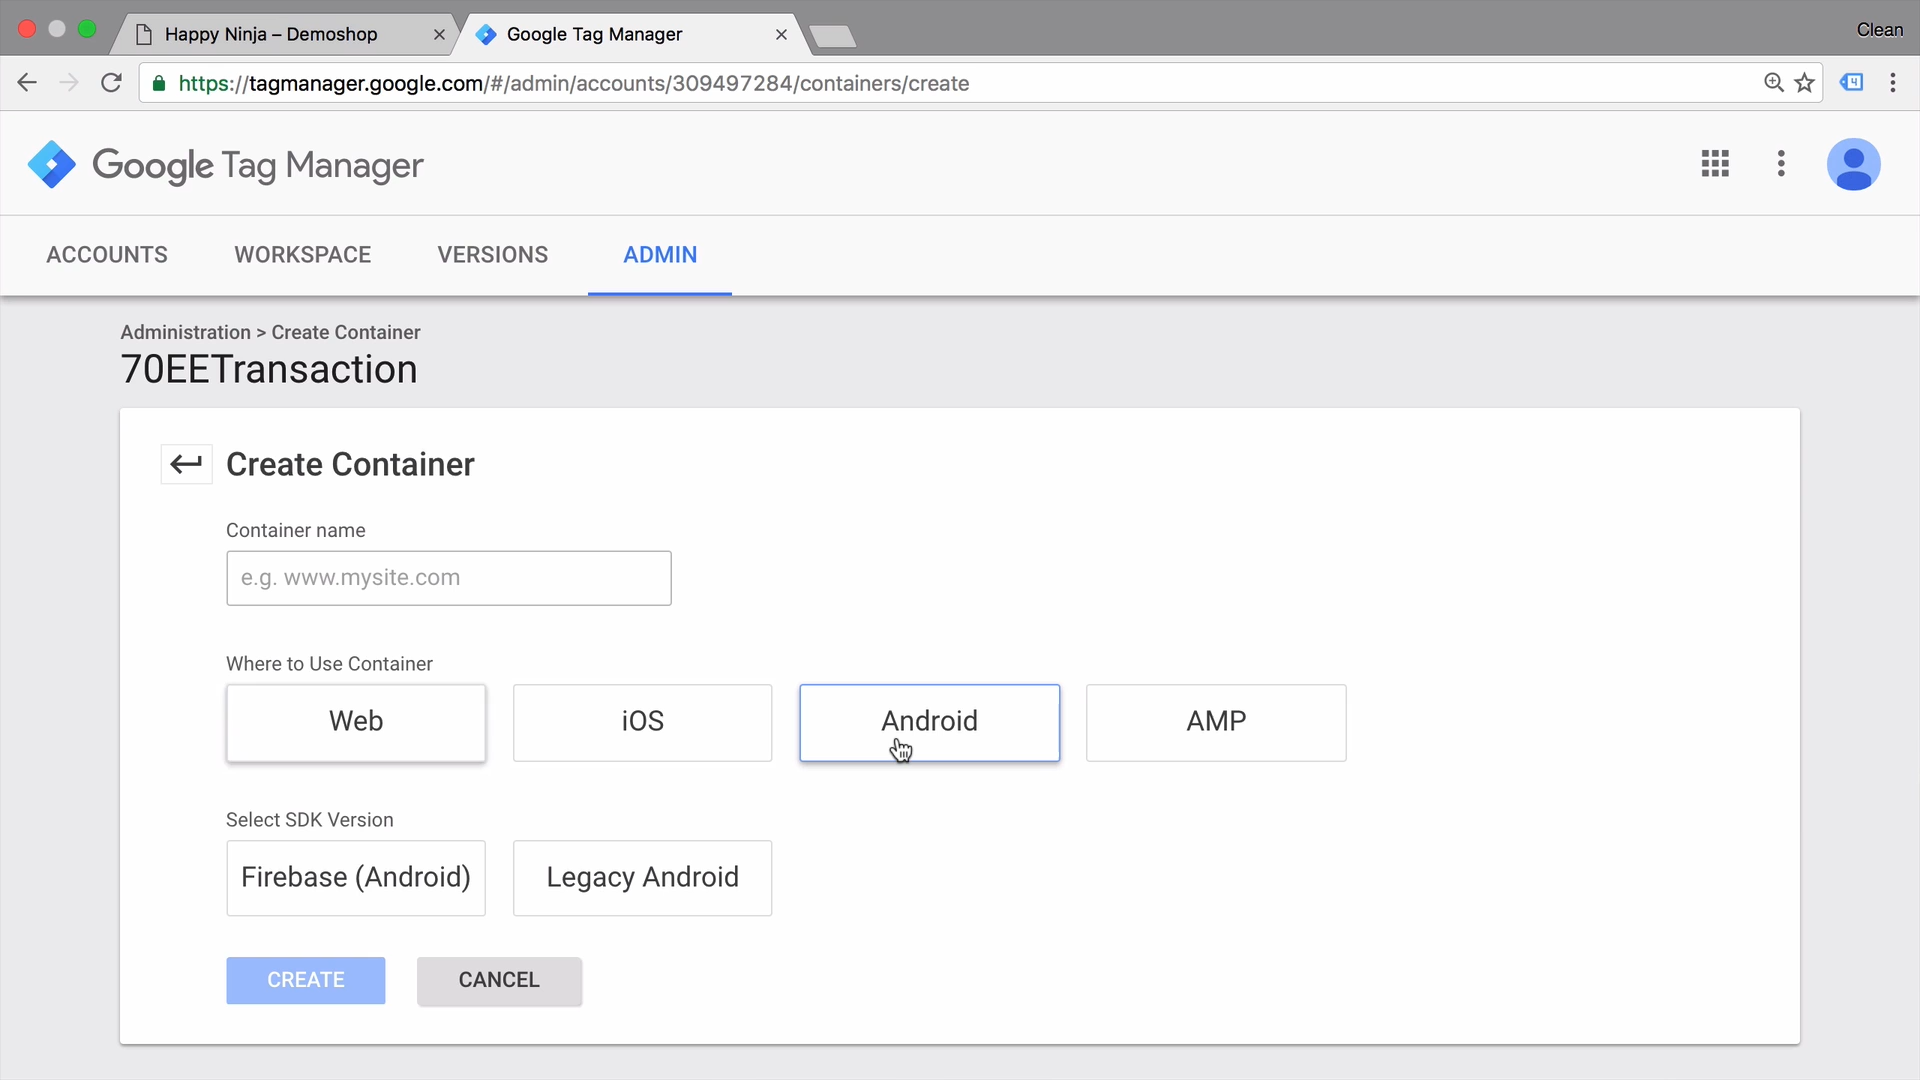 Happy Ninja – Demoshop
Google Tag Manager
Clean
https://tagmanager.google.com/#/admin/accounts/309497284/containers/create
4
Google Tag Manager
ACCOUNTS
WORKSPACE
VERSIONS
ADMIN
Administration > Create Container
70EETransaction
Create Container
Container name
e.g. www.mysite.com
Where to Use Container
Web
iOS
Android
AMP
Select SDK Version
Firebase (Android)
Legacy Android
CREATE
CANCEL